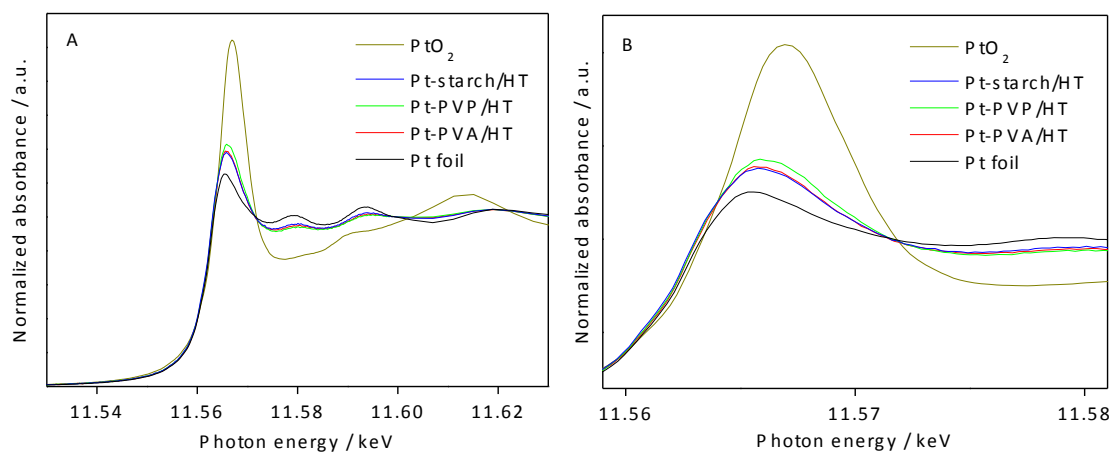 A
PtO2
Pt-starch/HT
Pt-PVP/HT
Pt-PVA/HT
Pt foil
Normalized absorbance / a.u.
11.54 11.56 11.58 11.60 11.62
Photon energy / keV
B
PtO2
Pt-starch/HT
Pt-PVP/HT
Pt-PVA/HT
Pt foil
Normalized absorbance / a.u.
11.56 11.57 11.58
Photon energy / keV